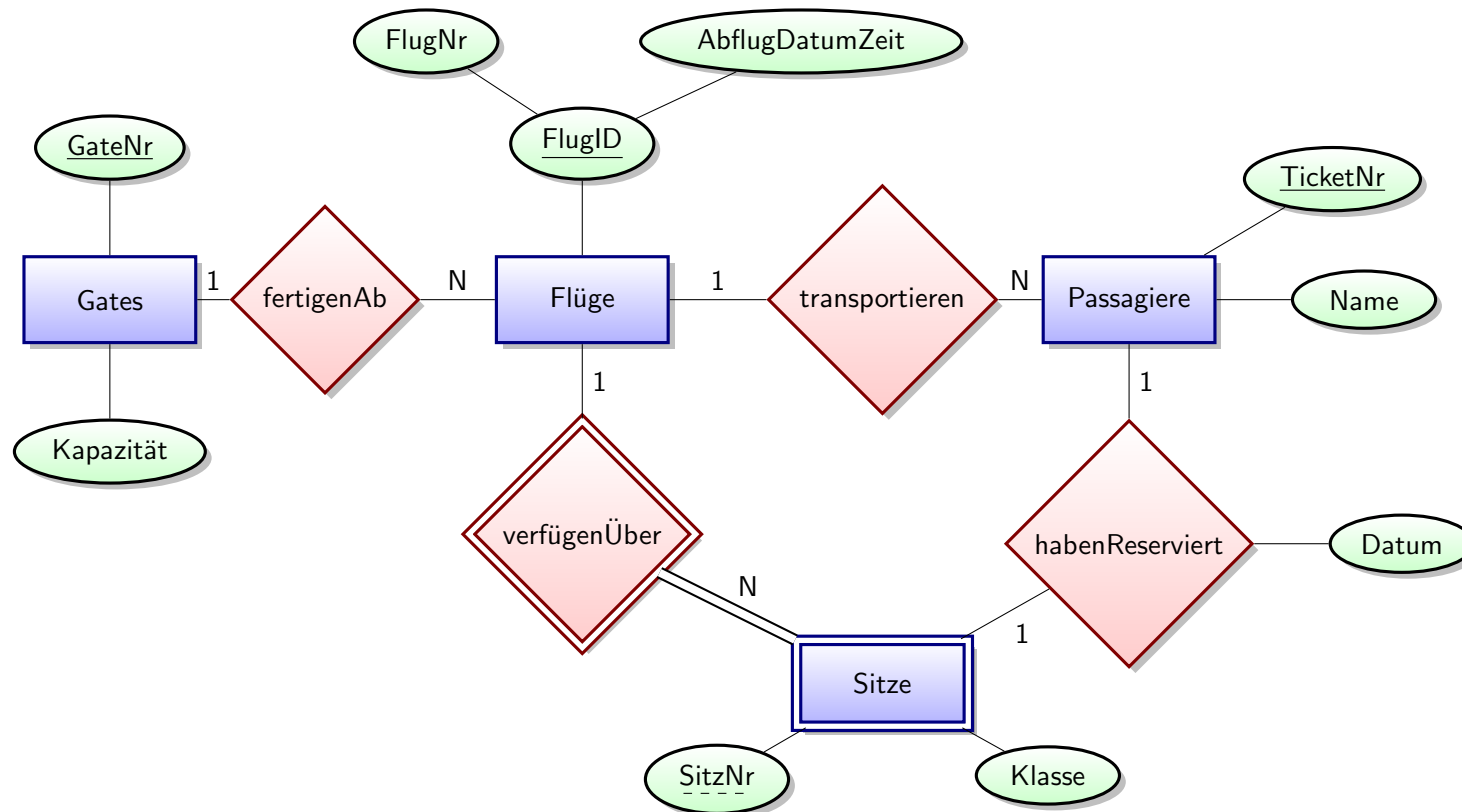 FlugNr
AbflugDatumZeit
GateNr
FlugID
TicketNr
Gates
1
fertigenAb
N
Flüge
1
transportieren
N
Passagiere
Name
1
1
Kapazität
verfügenÜber
habenReserviert
Datum
N
1
Sitze
SitzNr
Klasse